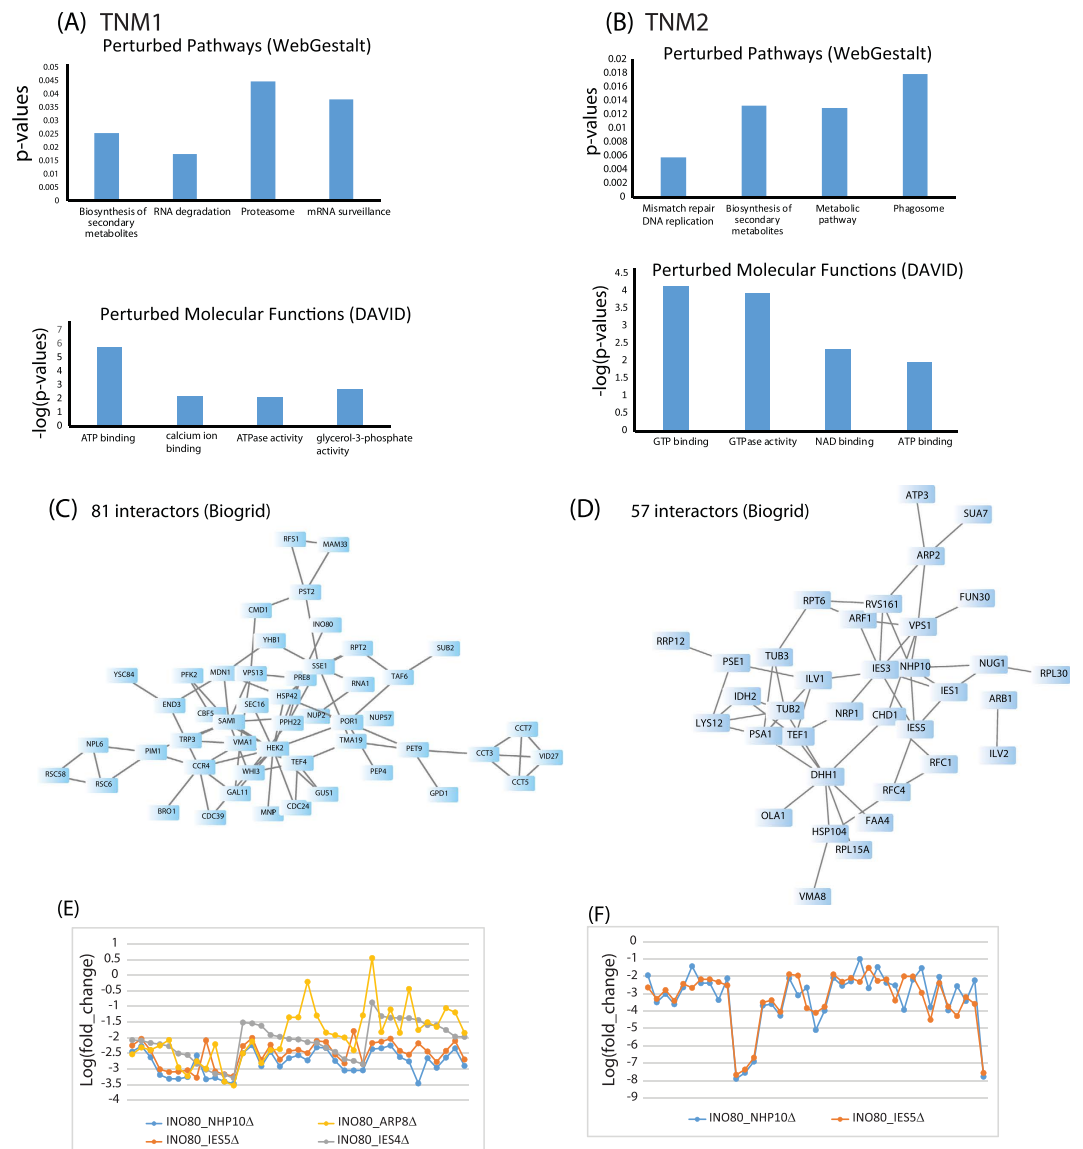 (A) TNM1
Perturbed Pathways (WebGestalt)
p-values
0.05
0.045
0.04
0.035
0.03
0.025
0.02
0.015
0.01
0.005
0
Biosynthesis of
secondary
metabolites
RNA degradation
Proteasome
mRNA surveillance
(B) TNM2
Perturbed Pathways (WebGestalt)
p-values
0.02
0.018
0.016
0.014
0.012
0.01
0.008
0.006
0.004
0.002
0
Mismatch repair
DNA replication
Biosynthesis of
secondary
metabolites
Metabolic
pathway
Phagosome
Perturbed Molecular Functions (DAVID)
-log(p-values)
7
6
5
4
3
2
1
0
ATP binding
calcium ion
binding
ATPase activity
glycerol-3-phosphate
activity
Perturbed Molecular Functions (DAVID)
-log(p-values)
4.5
4
3.5
3
2.5
2
1.5
1
0.5
0
GTP binding
GTPase activity
NAD binding
ATP binding
(C) 81 interactors (Biogrid)
RFS1
MAM33
PST2
CMD1
INO80
YHB1
RPT2
SUB2
SSE1
YSC84
PFK2
MDN1
VPS13
PRE8
RNA1
TAF6
HSP42
END3
SEC16
CBF5
SAMI
NUP2
NUP57
PPH22
POR1
NPL6
TRP3
VMA1
HEK2
TMA19
PIM1
PET9
CCT7
CCT3
VID27
RSC58
CCR4
WHI3
TEF4
PEP4
RSC6
CCT5
GAL11
GUS1
GPD1
BRO1
CDC39
MNP
CDC24
(D) 57 interactors (Biogrid)
ATP3
SUA7
ARP2
RPT6
RVS161
FUN30
ARF1
VPS1
RRP12
PSE1
TUB3
IES3
NHP10
NUG1
RPL30
ILV1
IDH2
IES1
ARB1
LYS12
TUB2
NRP1
CHD1
IES5
PSA1
TEF1
ILV2
RFC1
DHH1
RFC4
OLA1
FAA4
HSP104
RPL15A
VMA8
(E)
Log(fold_change)
1
0.5
0
-0.5
-1
-1.5
-2
-2.5
-3
-3.5
-4
INO80_NHP10Δ
INO80_ARP8Δ
INO80_IES5Δ
INO80_IES4Δ
(F)
Log(fold_change)
0
-1
-2
-3
-4
-5
-6
-7
-8
-9
INO80_NHP10Δ
INO80_IES5Δ